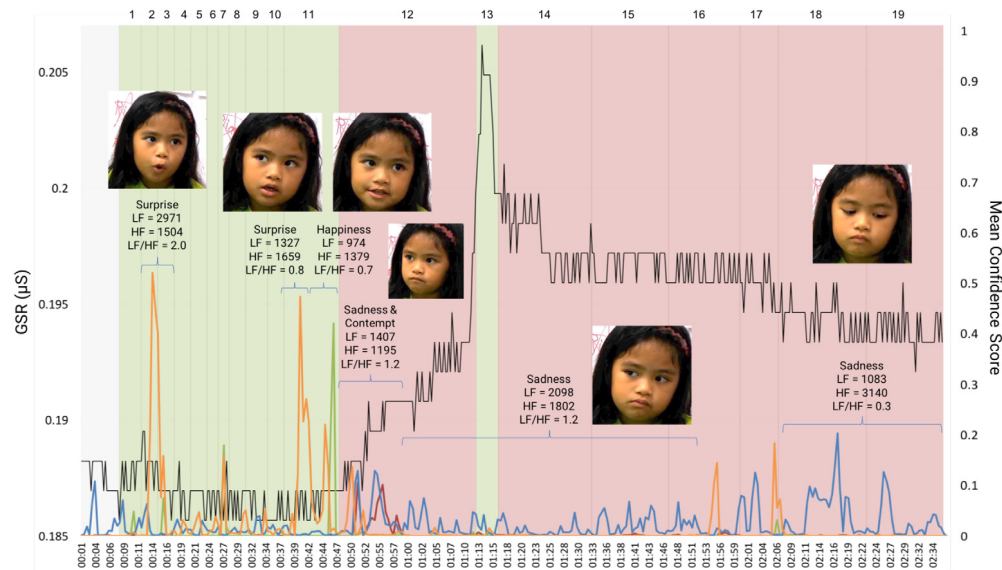 1 2 3 4 5 6 7 8 9 10 11 12 13 14 15 16 17 18 19
GSR (µS)
0.205
0.2
0.195
0.19
0.185
Surprise
LF = 2971
HF = 1504
LF/HF = 2.0
Surprise
LF = 1327
HF = 1659
LF/HF = 0.8
Happiness
LF = 974
HF = 1379
LF/HF = 0.7
Sadness &
Contempt
LF = 1407
HF = 1195
LF/HF = 1.2
Sadness
LF = 2098
HF = 1802
LF/HF = 1.2
Sadness
LF = 1083
HF = 3140
LF/HF = 0.3
1
0.9
0.8
0.7
0.6
0.5
0.4
0.3
0.2
0.1
0
Mean Confidence Score
00:01 00:04 00:06 00:09 00:11 00:14 00:16 00:19 00:21 00:24 00:26 00:29 00:32 00:34 00:37 00:39 00:42 00:44 00:47 00:50 00:52 00:55 00:57 01:00 01:02 01:05 01:07 01:10 01:13 01:15 01:18 01:20 01:23 01:25 01:28 01:30 01:33 01:36 01:38 01:41 01:43 01:46 01:48 01:51 01:53 01:56 01:59 02:01 02:04 02:06 02:09 02:11 02:14 02:16 02:19 02:22 02:24 02:27 02:29 02:32 02:34